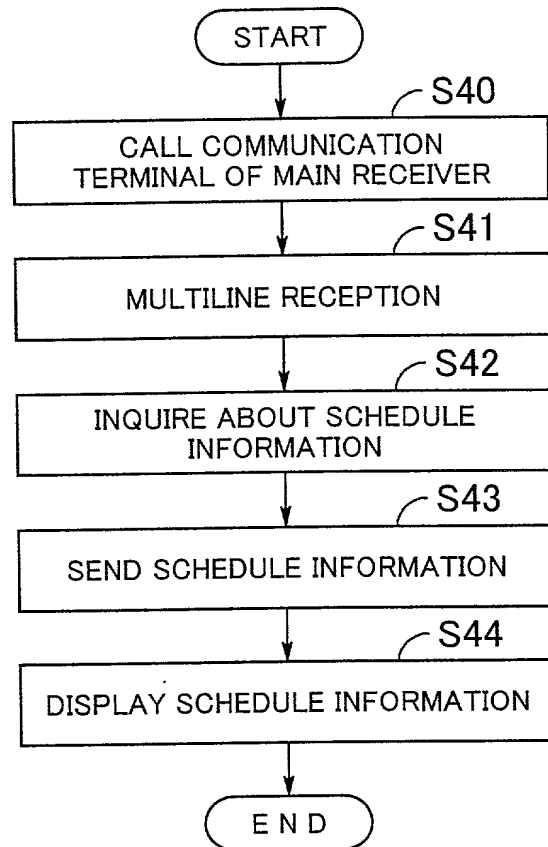 START
S40
CALL COMMUNICATION
TERMINAL OF MAIN RECEIVER
S41
MULTILINE RECEPTION
S42
INQUIRE ABOUT SCHEDULE
INFORMATION
S43
SEND SCHEDULE INFORMATION
S44
DISPLAY SCHEDULE INFORMATION
END